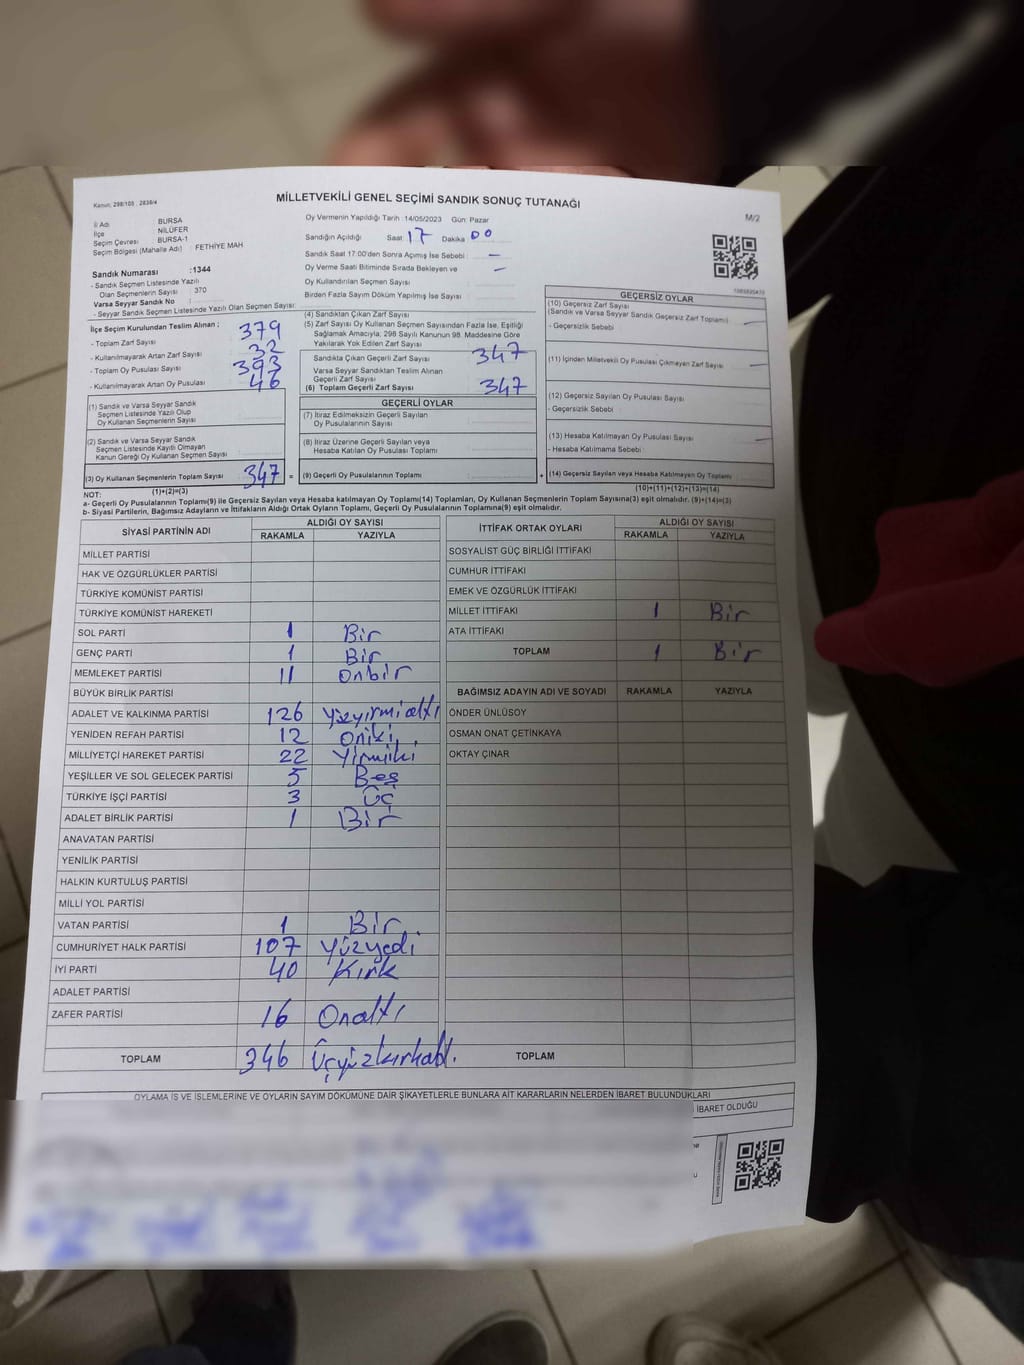 MİLLETVEKİLİ GENEL SEÇİMİ SANDIK SONUÇ TUTANAĞI
Kanun: 298/105 , 2839/4
M/2
İl Adı : BURSA
İlçe : NİLÜFER
Seçim Çevresi : BURSA-1
Seçim Bölgesi (Mahalle Adı) : FETHİYE MAH
Oy Vermenin Yapıldığı Tarih :14/05/2023 Gün: Pazar
Sandığın Açıldığı Saat: 17 Dakika: 00
Sandık Saat 17:00'den Sonra Açılmış İse Sebebi : –
Oy Verme Saati Bitiminde Sırada Bekleyen ve –
Oy Kullandırılan Seçmen Sayısı
Birden Fazla Sayım Döküm Yapılmış İse Sayısı :
Sandık Numarası :1344
- Sandık Seçmen Listesinde Yazılı
Olan Seçmenlerin Sayısı : 370
Varsa Seyyar Sandık No :
- Seyyar Sandık Seçmen Listesinde Yazılı Olan Seçmen Sayısı:
İlçe Seçim Kurulundan Teslim Alınan ;
- Toplam Zarf Sayısı : 379
- Kullanılmayarak Artan Zarf Sayısı : 32
- Toplam Oy Pusulası Sayısı : 393
- Kullanılmayarak Artan Oy Pusulası : 46
(1) Sandık ve Varsa Seyyar Sandık
Seçmen Listesinde Yazılı Olup
Oy Kullanan Seçmenlerin Sayısı :
(2) Sandık ve Varsa Seyyar Sandık
Seçmen Listesinde Kayıtlı Olmayan
Kanun Gereği Oy Kullanan Seçmen Sayısı :
(3) Oy Kullanan Seçmenlerin Toplam Sayısı : 347 =
(1)+(2)=(3)
(4) Sandıktan Çıkan Zarf Sayısı :
(5) Zarf Sayısı Oy Kullanan Seçmen Sayısından Fazla İse, Eşitliği
Sağlamak Amacıyla, 298 Sayılı Kanunun 98. Maddesine Göre
Yakılarak Yok Edilen Zarf Sayısı :
Sandıkta Çıkan Geçerli Zarf Sayısı : 347
Varsa Seyyar Sandıktan Teslim Alınan
Geçerli Zarf Sayısı :
(6) Toplam Geçerli Zarf Sayısı : 347
GEÇERLİ OYLAR
(7) İtiraz Edilmeksizin Geçerli Sayılan
Oy Pusulalarının Sayısı :
(8) İtiraz Üzerine Geçerli Sayılan veya
Hesaba Katılan Oy Pusulası Toplamı :
(9) Geçerli Oy Pusulalarının Toplamı : +
GEÇERSİZ OYLAR
(10) Geçersiz Zarf Sayısı
(Sandık ve Varsa Seyyar Sandık Geçersiz Zarf Toplamı) : –
- Geçersizlik Sebebi :
(11) İçinden Milletvekili Oy Pusulası Çıkmayan Zarf Sayısı : –
(12) Geçersiz Sayılan Oy Pusulası Sayısı :
- Geçersizlik Sebebi :
(13) Hesaba Katılmayan Oy Pusulası Sayısı : –
- Hesaba Katılmama Sebebi :
(14) Geçersiz Sayılan veya Hesaba Katılmayan Oy Toplamı :
(10)+(11)+(12)+(13)=(14)
NOT:
a- Geçerli Oy Pusulalarının Toplamı(9) ile Geçersiz Sayılan veya Hesaba katılmayan Oy Toplamı(14) Toplamları, Oy Kullanan Seçmenlerin Toplam Sayısına(3) eşit olmalıdır. (9)+(14)=(3)
b- Siyasi Partilerin, Bağımsız Adayların ve İttifakların Aldığı Ortak Oyların Toplamı, Geçerli Oy Pusulalarının Toplamına(9) eşit olmalıdır.
SİYASİ PARTİNİN ADI ALDIĞI OY SAYISI
RAKAMLA YAZIYLA
MİLLET PARTİSİ
HAK VE ÖZGÜRLÜKLER PARTİSİ
TÜRKİYE KOMÜNİST PARTİSİ
TÜRKİYE KOMÜNİST HAREKETİ
SOL PARTİ 1 Bir
GENÇ PARTİ 1 Bir
MEMLEKET PARTİSİ 11 Onbir
BÜYÜK BİRLİK PARTİSİ
ADALET VE KALKINMA PARTİSİ 126 Yüzyirmialtı
YENİDEN REFAH PARTİSİ 12 Oniki
MİLLİYETÇİ HAREKET PARTİSİ 22 Yirmiiki
YEŞİLLER VE SOL GELECEK PARTİSİ 5 Beş
TÜRKİYE İŞÇİ PARTİSİ 3 Üç
ADALET BİRLİK PARTİSİ 1 Bir
ANAVATAN PARTİSİ
YENİLİK PARTİSİ
HALKIN KURTULUŞ PARTİSİ
MİLLİ YOL PARTİSİ
VATAN PARTİSİ 1 Bir
CUMHURİYET HALK PARTİSİ 107 Yüzyedi
İYİ PARTİ 40 Kırk
ADALET PARTİSİ
ZAFER PARTİSİ 16 Onaltı
TOPLAM 346 Üçyüzkırkalt.
İTTİFAK ORTAK OYLARI ALDIĞI OY SAYISI
RAKAMLA YAZIYLA
SOSYALİST GÜÇ BİRLİĞİ İTTİFAKI
CUMHUR İTTİFAKI
EMEK VE ÖZGÜRLÜK İTTİFAKI
MİLLET İTTİFAKI 1 Bir
ATA İTTİFAKI
TOPLAM 1 Bir
BAĞIMSIZ ADAYIN ADI VE SOYADI RAKAMLA YAZIYLA
ÖNDER ÜNLÜSOY
OSMAN ONAT ÇETİNKAYA
OKTAY ÇINAR
TOPLAM
OYLAMA İŞ VE İŞLEMLERİNE VE OYLARIN SAYIM DÖKÜMÜNE DAİR ŞİKAYETLERLE BUNLARA AİT KARARLARIN NELERDEN İBARET BULUNDUKLARI
İBARET OLDUĞU